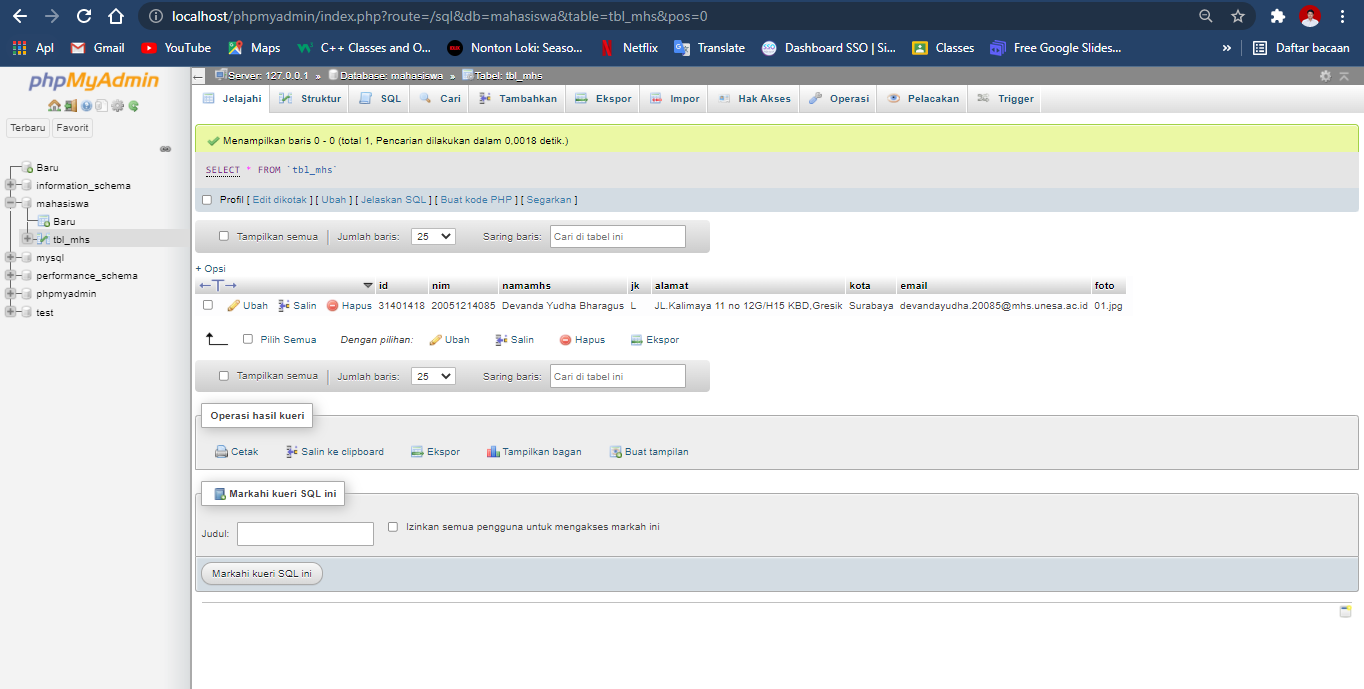 localhost/phpmyadmin/index.php?route=/sql&db=mahasiswa&table=tbl_mhs&pos=0
Apl Gmail YouTube Maps C++ Classes and O... Nonton Loki: Seaso... Netflix Translate Dashboard SSO | Si... Classes Free Google Slides... » Daftar bacaan
phpMyAdmin
Terbaru Favorit
Baru
information_schema
mahasiswa
Baru
tbl_mhs
mysql
performance_schema
phpmyadmin
test
Server: 127.0.0.1 » Database: mahasiswa » Tabel: tbl_mhs
Jelajahi Struktur SQL Cari Tambahkan Ekspor Impor Hak Akses Operasi Pelacakan Trigger
Menampilkan baris 0 - 0 (total 1, Pencarian dilakukan dalam 0,0018 detik.)
SELECT * FROM `tbl_mhs`
Profil [ Edit dikotak ] [ Ubah ] [ Jelaskan SQL ] [ Buat kode PHP ] [ Segarkan ]
Tampilkan semua | Jumlah baris: 25 Saring baris: Cari di tabel ini
+ Opsi
←T→ id nim namamhs jk alamat kota email foto
Ubah Salin Hapus 31401418 20051214085 Devanda Yudha Bharagus L JL.Kalimaya 11 no 12G/H15 KBD,Gresik Surabaya devandayudha.20085@mhs.unesa.ac.id 01.jpg
Pilih Semua Dengan pilihan: Ubah Salin Hapus Ekspor
Tampilkan semua | Jumlah baris: 25 Saring baris: Cari di tabel ini
Operasi hasil kueri
Cetak Salin ke clipboard Ekspor Tampilkan bagan Buat tampilan
Markahi kueri SQL ini
Judul: Izinkan semua pengguna untuk mengakses markah ini
Markahi kueri SQL ini